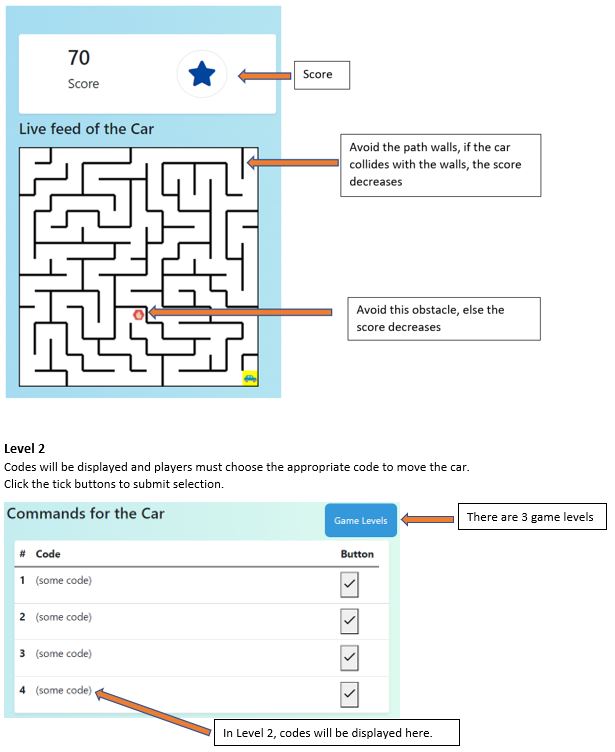 70
Score
Score
Live feed of the Car
Avoid the path walls, if the car
collides with the walls, the score
decreases
Avoid this obstacle, else the
score decreases
Level 2
Codes will be displayed and players must choose the appropriate code to move the car.
Click the tick buttons to submit selection.
Commands for the Car
Game Levels
There are 3 game levels
# Code Button
1 (some code)
2 (some code)
3 (some code)
4 (some code)
In Level 2, codes will be displayed here.